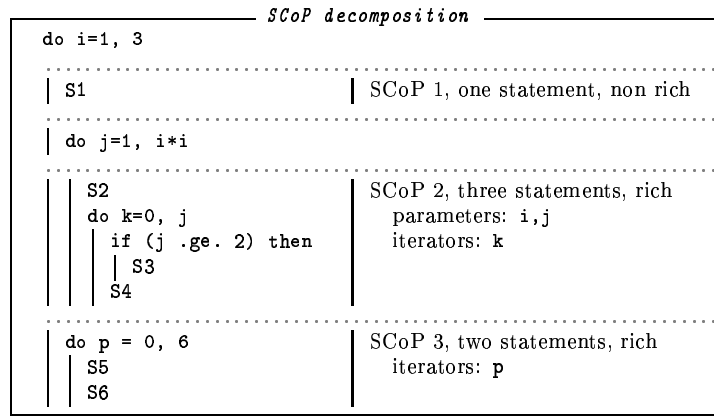 SCoP decomposition
do i=1, 3
S1 SCoP 1, one statement, non rich
do j=1, i*i
S2 SCoP 2, three statements, rich
do k=0, j parameters: i,j
if (j .ge. 2) then iterators: k
S3
S4
do p = 0, 6 SCoP 3, two statements, rich
S5 iterators: p
S6